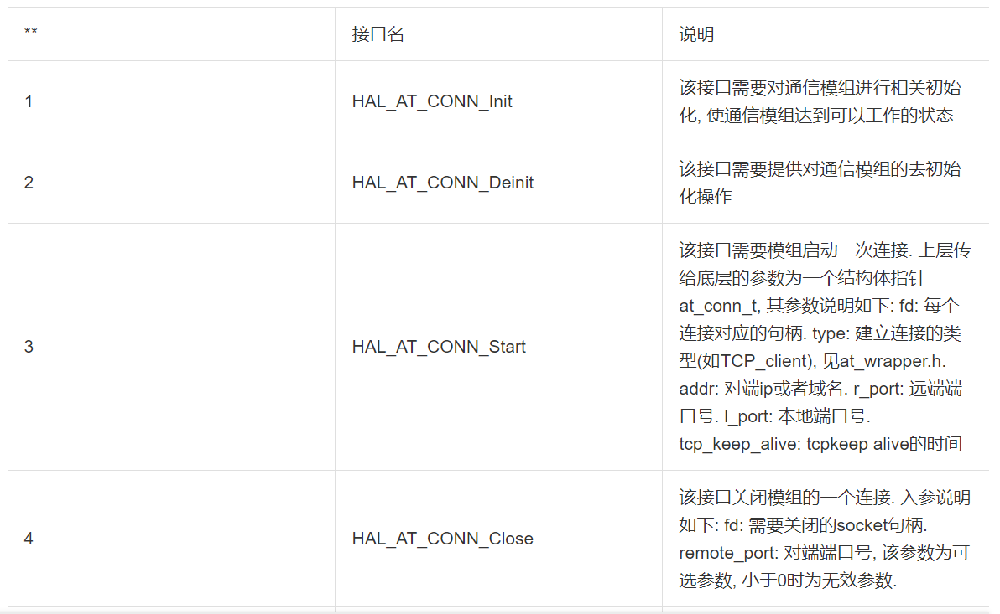 **
接口名
说明
1
HAL_AT_CONN_Init
该接口需要对通信模组进行相关初始
化, 使通信模组达到可以工作的状态
2
HAL_AT_CONN_Deinit
该接口需要提供对通信模组的去初始
化操作
3
HAL_AT_CONN_Start
该接口需要模组启动一次连接. 上层传
给底层的参数为一个结构体指针
at_conn_t, 其参数说明如下: fd: 每个
连接对应的句柄. type: 建立连接的类
型(如TCP_client), 见at_wrapper.h.
addr: 对端ip或者域名. r_port: 远端端
口号. l_port: 本地端口号.
tcp_keep_alive: tcpkeep alive的时间
4
HAL_AT_CONN_Close
该接口关闭模组的一个连接. 入参说明
如下: fd: 需要关闭的socket句柄.
remote_port: 对端端口号, 该参数为可
选参数, 小于0时为无效参数.